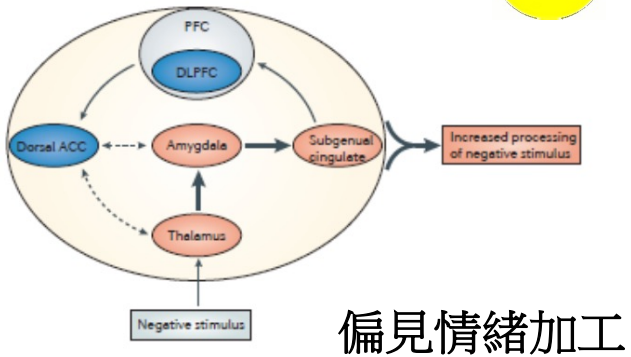 PFC
DLPFC
Dorsal ACC
Amygdala
Subgenual
cingulate
Increased processing
of negative stimulus
Thalamus
Negative stimulus
偏見情緒加工